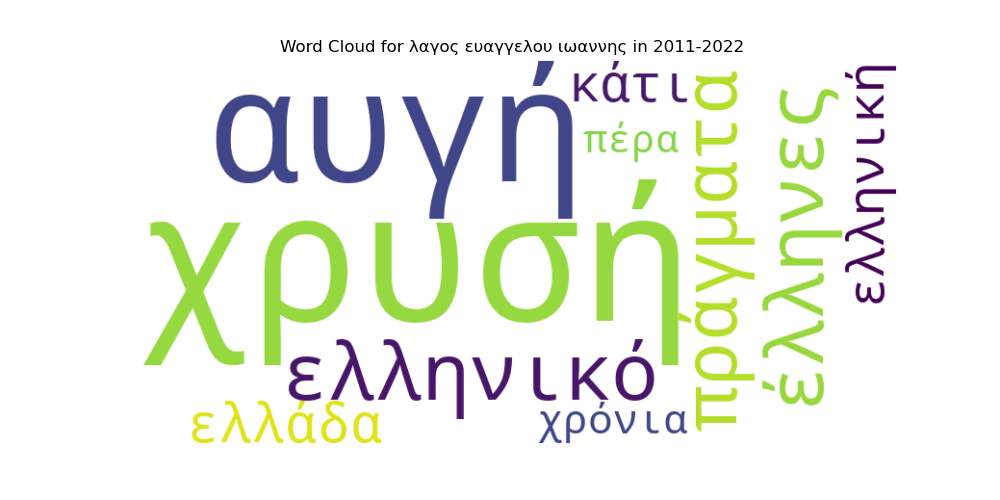 Word Cloud for λαγος ευαγγελου ιωαννης in 2011-2022
αυγή
κάτι
πέρα
χρυσή
πράγματα
έλληνες
ελληνική
ελληνικό
ελλάδα
χρόνια